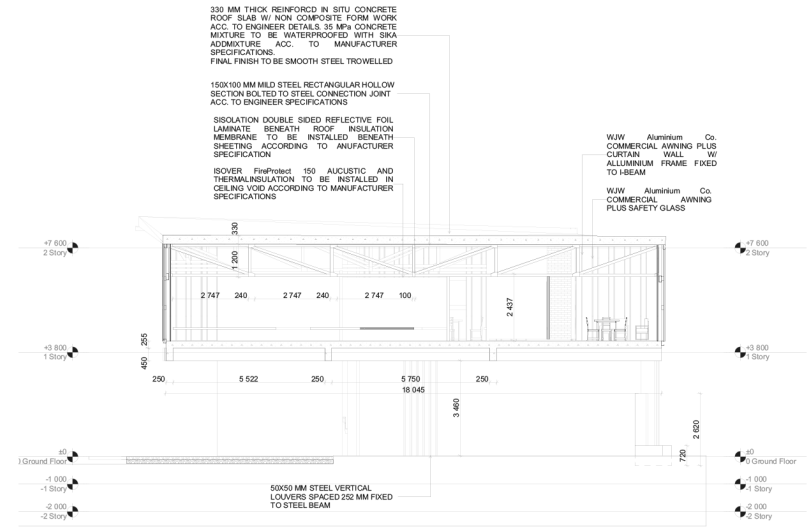 330 MM THICK REINFORCD IN SITU CONCRETE
ROOF SLAB W/ NON COMPOSITE FORM WORK
ACC. TO ENGINEER DETAILS. 35 MPa CONCRETE
MIXTURE TO BE WATERPROOFED WITH SIKA
ADDMIXTURE ACC. TO MANUFACTURER
SPECIFICATIONS.
FINAL FINISH TO BE SMOOTH STEEL TROWELLED
150X100 MM MILD STEEL RECTANGULAR HOLLOW
SECTION BOLTED TO STEEL CONNECTION JOINT
ACC. TO ENGINEER SPECIFICATIONS
SISOLATION DOUBLE SIDED REFLECTIVE FOIL
LAMINATE BENEATH ROOF INSULATION
MEMBRANE TO BE INSTALLED BENEATH
SHEETING ACCORDING TO ANUFACTURER
SPECIFICATION
ISOVER FireProtect 150 AUCUSTIC AND
THERMALINSULATION TO BE INSTALLED IN
CEILING VOID ACCORDING TO MANUFACTURER
SPECIFICATIONS
WJW Aluminium Co.
COMMERCIAL AWNING PLUS
CURTAIN WALL W/
ALLUMINIUM FRAME FIXED
TO I-BEAM
WJW Aluminium Co.
COMMERCIAL AWNING
PLUS SAFETY GLASS
+7 600
2 Story
330
+7 600
2 Story
1 200
2 747 240 2 747 240 2 747 100
2 437
255
+3 800
1 Story
+3 800
1 Story
450
250 5 522 250 5 750 250
18 045
3 460
2 620
720
±0
0 Ground Floor
±0
0 Ground Floor
-1 000
-1 Story
-1 000
-1 Story
50X50 MM STEEL VERTICAL
LOUVERS SPACED 252 MM FIXED
TO STEEL BEAM
-2 000
-2 Story
-2 000
-2 Story